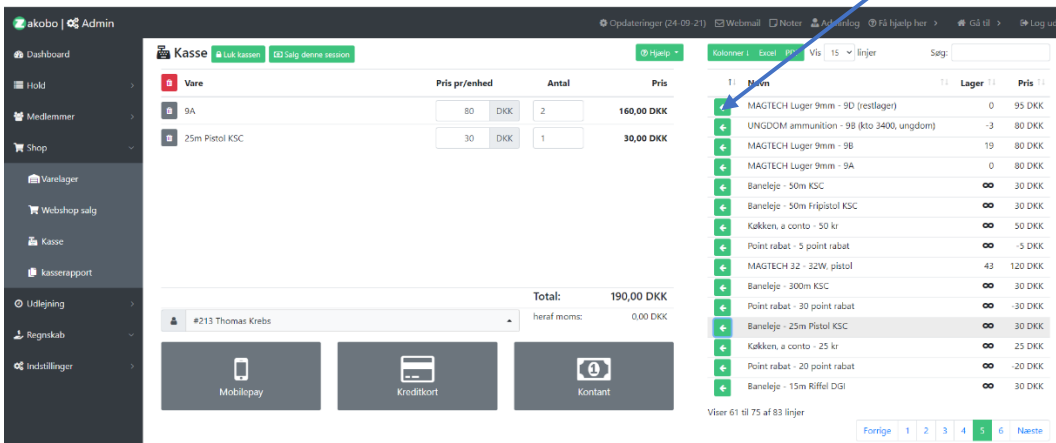 zakobo | Admin
Opdateringer (24-09-21) Webmail Noter Adminlog Få hjælp her Gå til Log ud
Dashboard
Hold
Medlemmer
Shop
Varelager
Webshop salg
Kasse
kasserapport
Udlejning
Regnskab
Indstillinger
Kasse Luk kassen Salg denne session Hjælp
Vare Pris pr/enhed Antal Pris
9A 80 DKK 2 160,00 DKK
25m Pistol KSC 30 DKK 1 30,00 DKK
Total: 190,00 DKK
heraf moms: 0,00 DKK
#213 Thomas Krebs
Mobilepay
Kreditkort
Kontant
Kolonner Excel Vis 15 linjer Søg:
Navn Lager Pris
MAGTECH Luger 9mm - 9D (restlager) 0 95 DKK
UNGDOM ammunition - 9B (kto 3400, ungdom) -3 80 DKK
MAGTECH Luger 9mm - 9B 19 80 DKK
MAGTECH Luger 9mm - 9A 0 80 DKK
Baneleje - 50m KSC ∞ 30 DKK
Baneleje - 50m Fripistol KSC ∞ 30 DKK
Køkken, a conto - 50 kr ∞ 50 DKK
Point rabat - 5 point rabat ∞ -5 DKK
MAGTECH 32 - 32W, pistol 43 120 DKK
Baneleje - 300m KSC ∞ 30 DKK
Point rabat - 30 point rabat ∞ -30 DKK
Baneleje - 25m Pistol KSC ∞ 30 DKK
Køkken, a conto - 25 kr ∞ 25 DKK
Point rabat - 20 point rabat ∞ -20 DKK
Baneleje - 15m Riffel DGI ∞ 30 DKK
Viser 61 til 75 af 83 linjer
Forrige 1 2 3 4 5 6 Næste